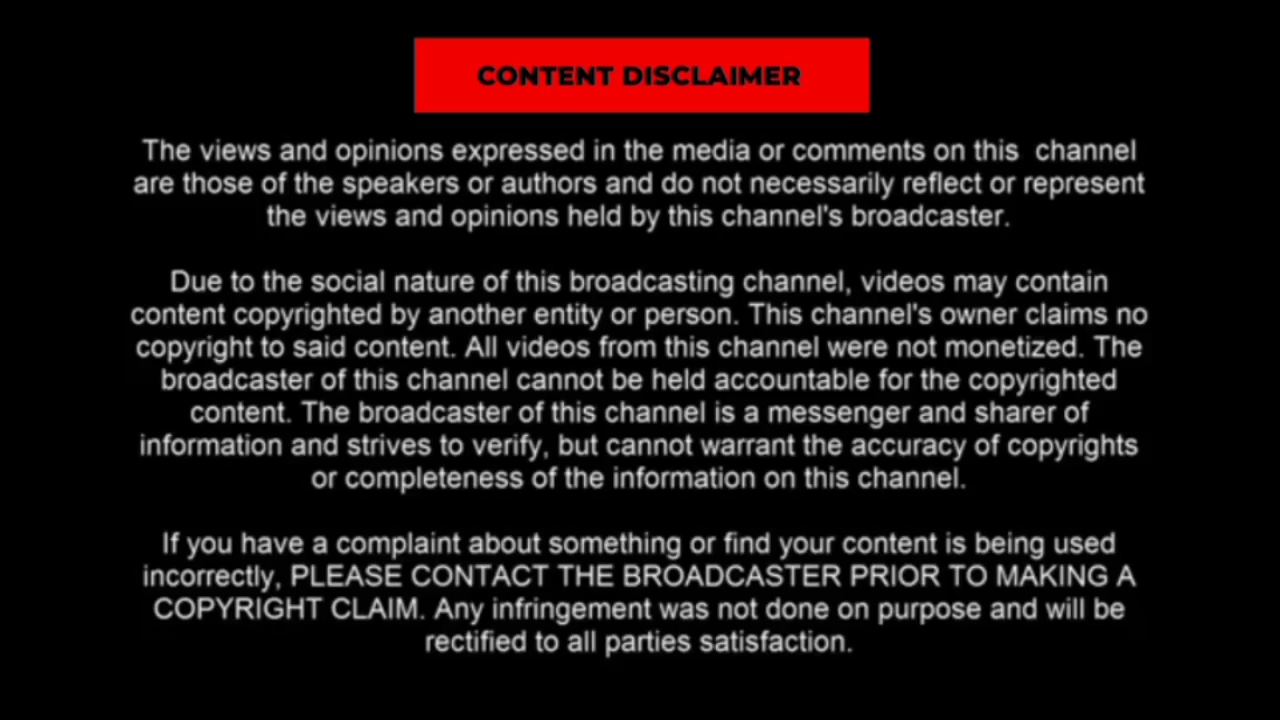 CONTENT DISCLAIMER
The views and opinions expressed in the media or comments on this  channel
are those of the speakers or authors and do not necessarily reflect or represent
the views and opinions held by this channel's broadcaster.
Due to the social nature of this broadcasting channel, videos may contain
content copyrighted by another entity or person. This channel's owner claims no
copyright to said content. All videos from this channel were not monetized. The
broadcaster of this channel cannot be held accountable for the copyrighted
content. The broadcaster of this channel is a messenger and sharer of
information and strives to verify, but cannot warrant the accuracy of copyrights
or completeness of the information on this channel.
If you have a complaint about something or find your content is being used
incorrectly, PLEASE CONTACT THE BROADCASTER PRIOR TO MAKING A
COPYRIGHT CLAIM. Any infringement was not done on purpose and will be
rectified to all parties satisfaction.